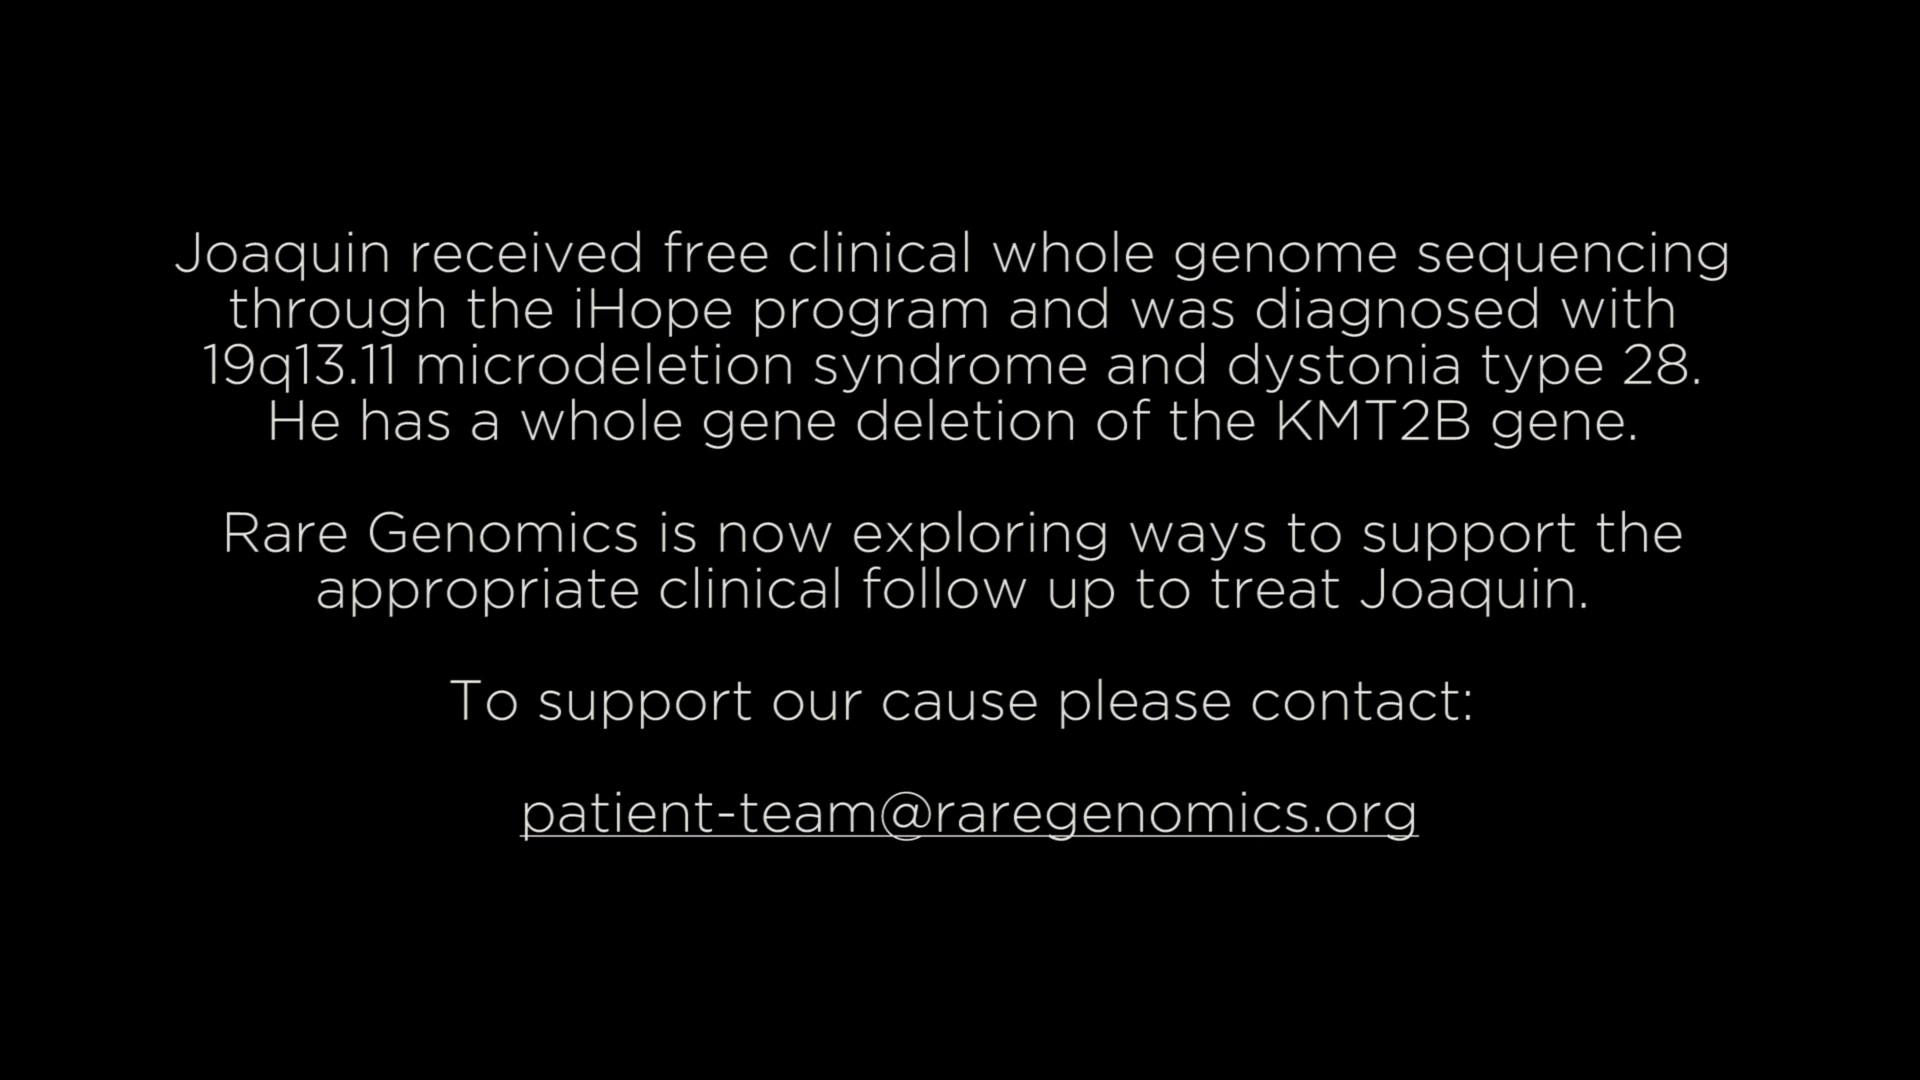 Joaquin received free clinical whole genome sequencing
through the iHope program and was diagnosed with
19q13.11 microdeletion syndrome and dystonia type 28.
He has a whole gene deletion of the KMT2B gene.
Rare Genomics is now exploring ways to support the
appropriate clinical follow up to treat Joaquin.
To support our cause please contact:
patient-team@raregenomics.org